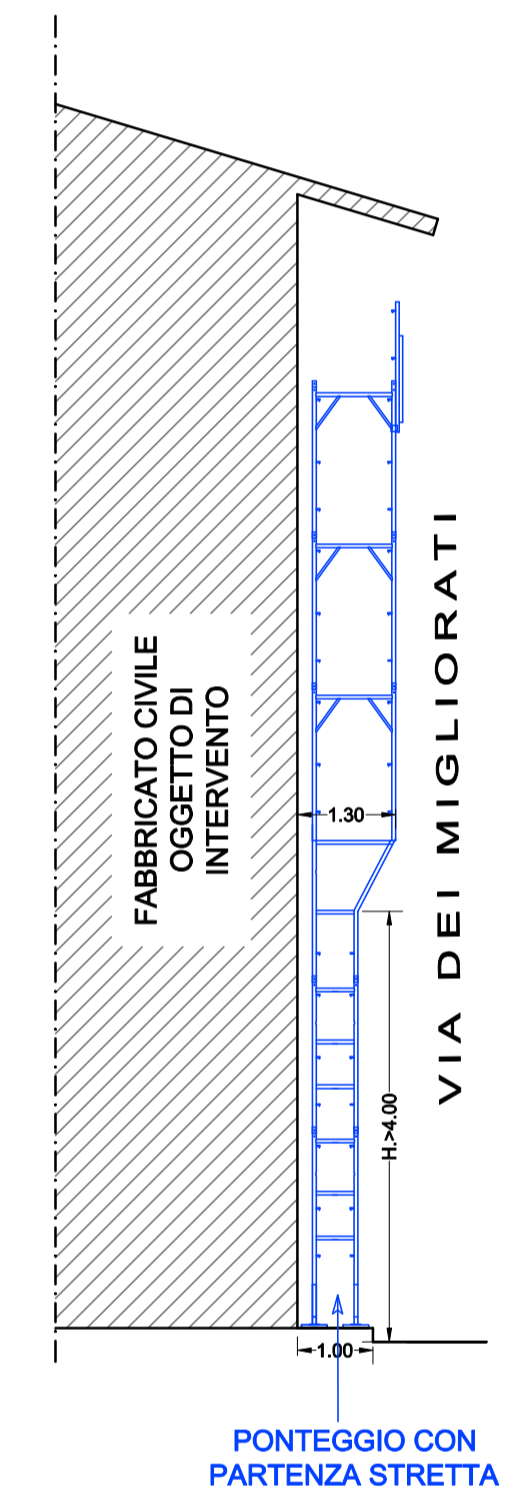 FABBRICATO CIVILE
OGGETTO DI
INTERVENTO
1.30
VIA DEI MIGLIORATI
H.>4.00
1.00
PONTEGGIO CON
PARTENZA STRETTA